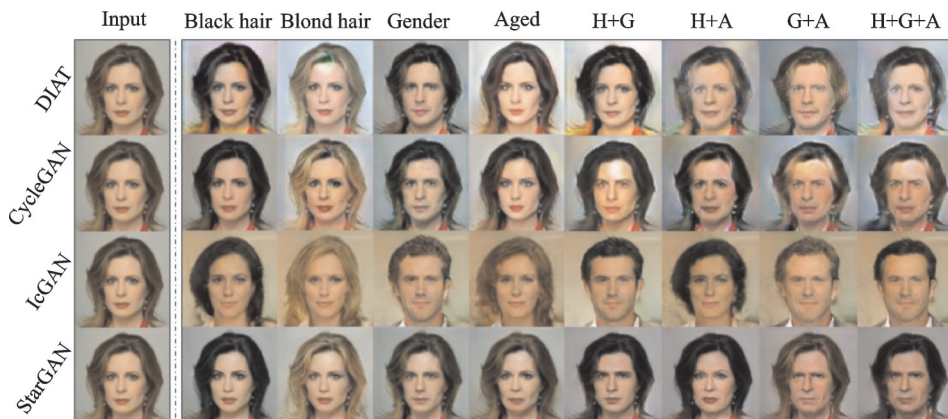 Input Black hair Blond hair Gender Aged H+G H+A G+A H+G+A
DIAT
CycleGAN
IcGAN
StarGAN